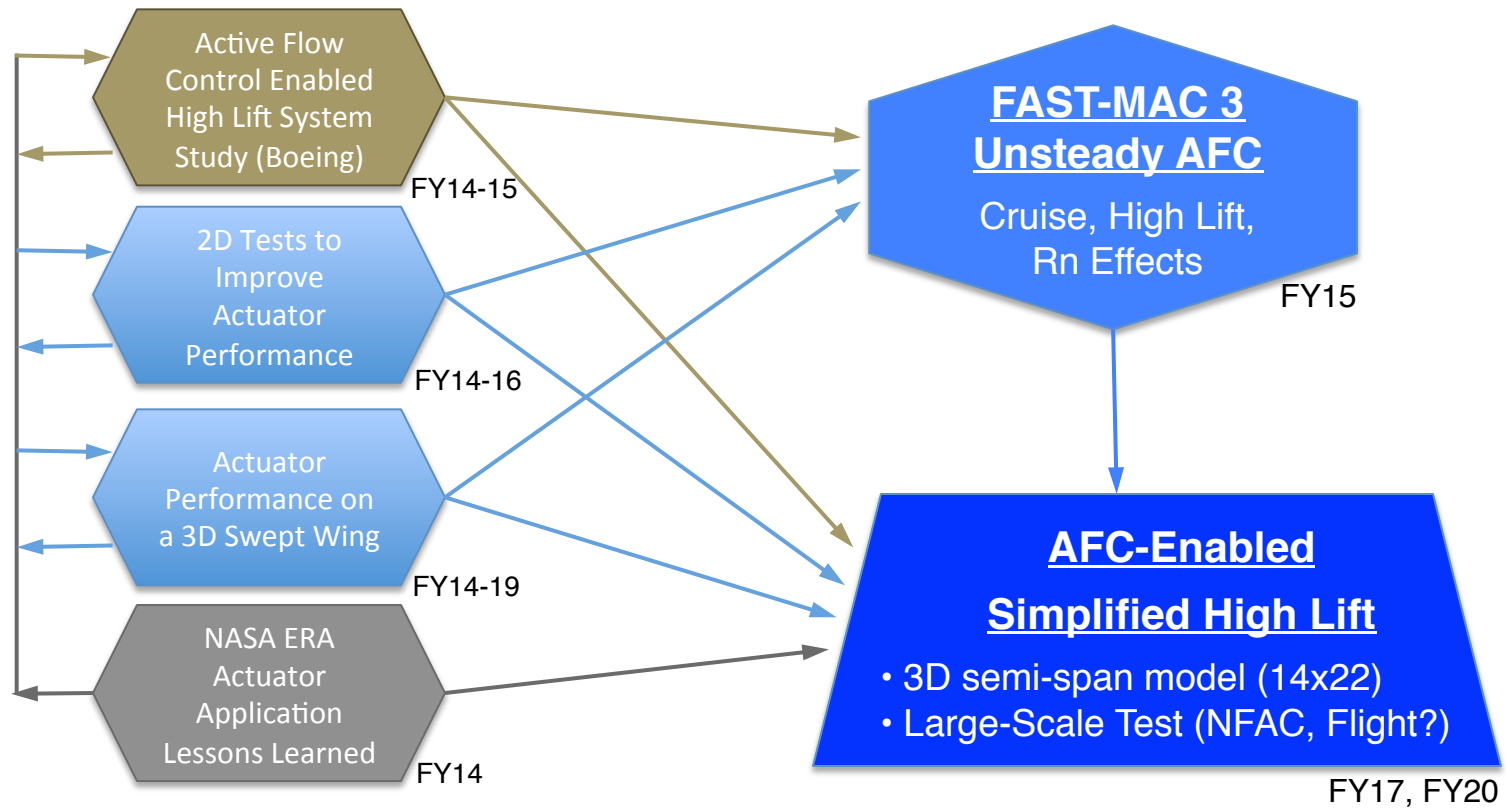 Active Flow
Control Enabled
High Lift System
Study (Boeing)
FY14-15
2D Tests to
Improve
Actuator
Performance
FY14-16
Actuator
Performance on
a 3D Swept Wing
FY14-19
NASA ERA
Actuator
Application
Lessons Learned
FY14
FAST-MAC 3
Unsteady AFC
Cruise, High Lift,
Rn Effects
FY15
AFC-Enabled
Simplified High Lift
• 3D semi-span model (14x22)
• Large-Scale Test (NFAC, Flight?)
FY17, FY20